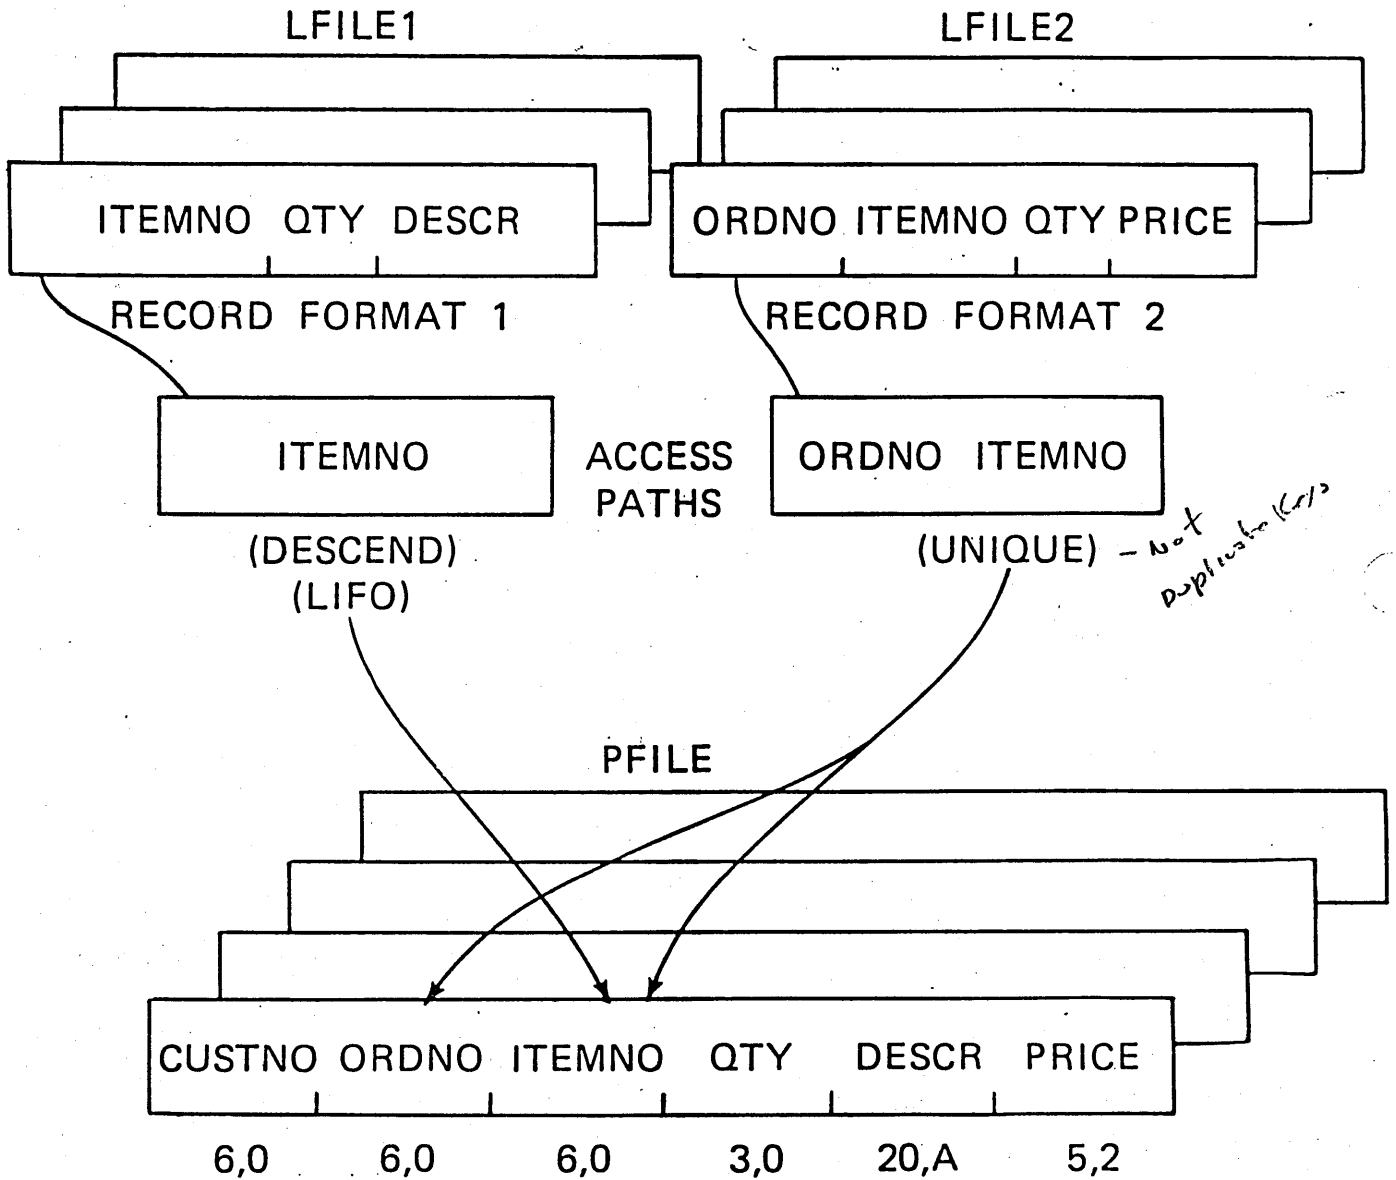 LFILE1 LFILE2
ITEMNO QTY DESCR
ORDNO ITEMNO QTY PRICE
RECORD FORMAT 1
RECORD FORMAT 2
ITEMNO
ACCESS
PATHS
ORDNO ITEMNO
(DESCEND)
(LIFO)
(UNIQUE) - Not
Duplicate Keys
PFILE
CUSTNO ORDNO ITEMNO QTY DESCR PRICE
6,0 6,0 6,0 3,0 20,A 5,2